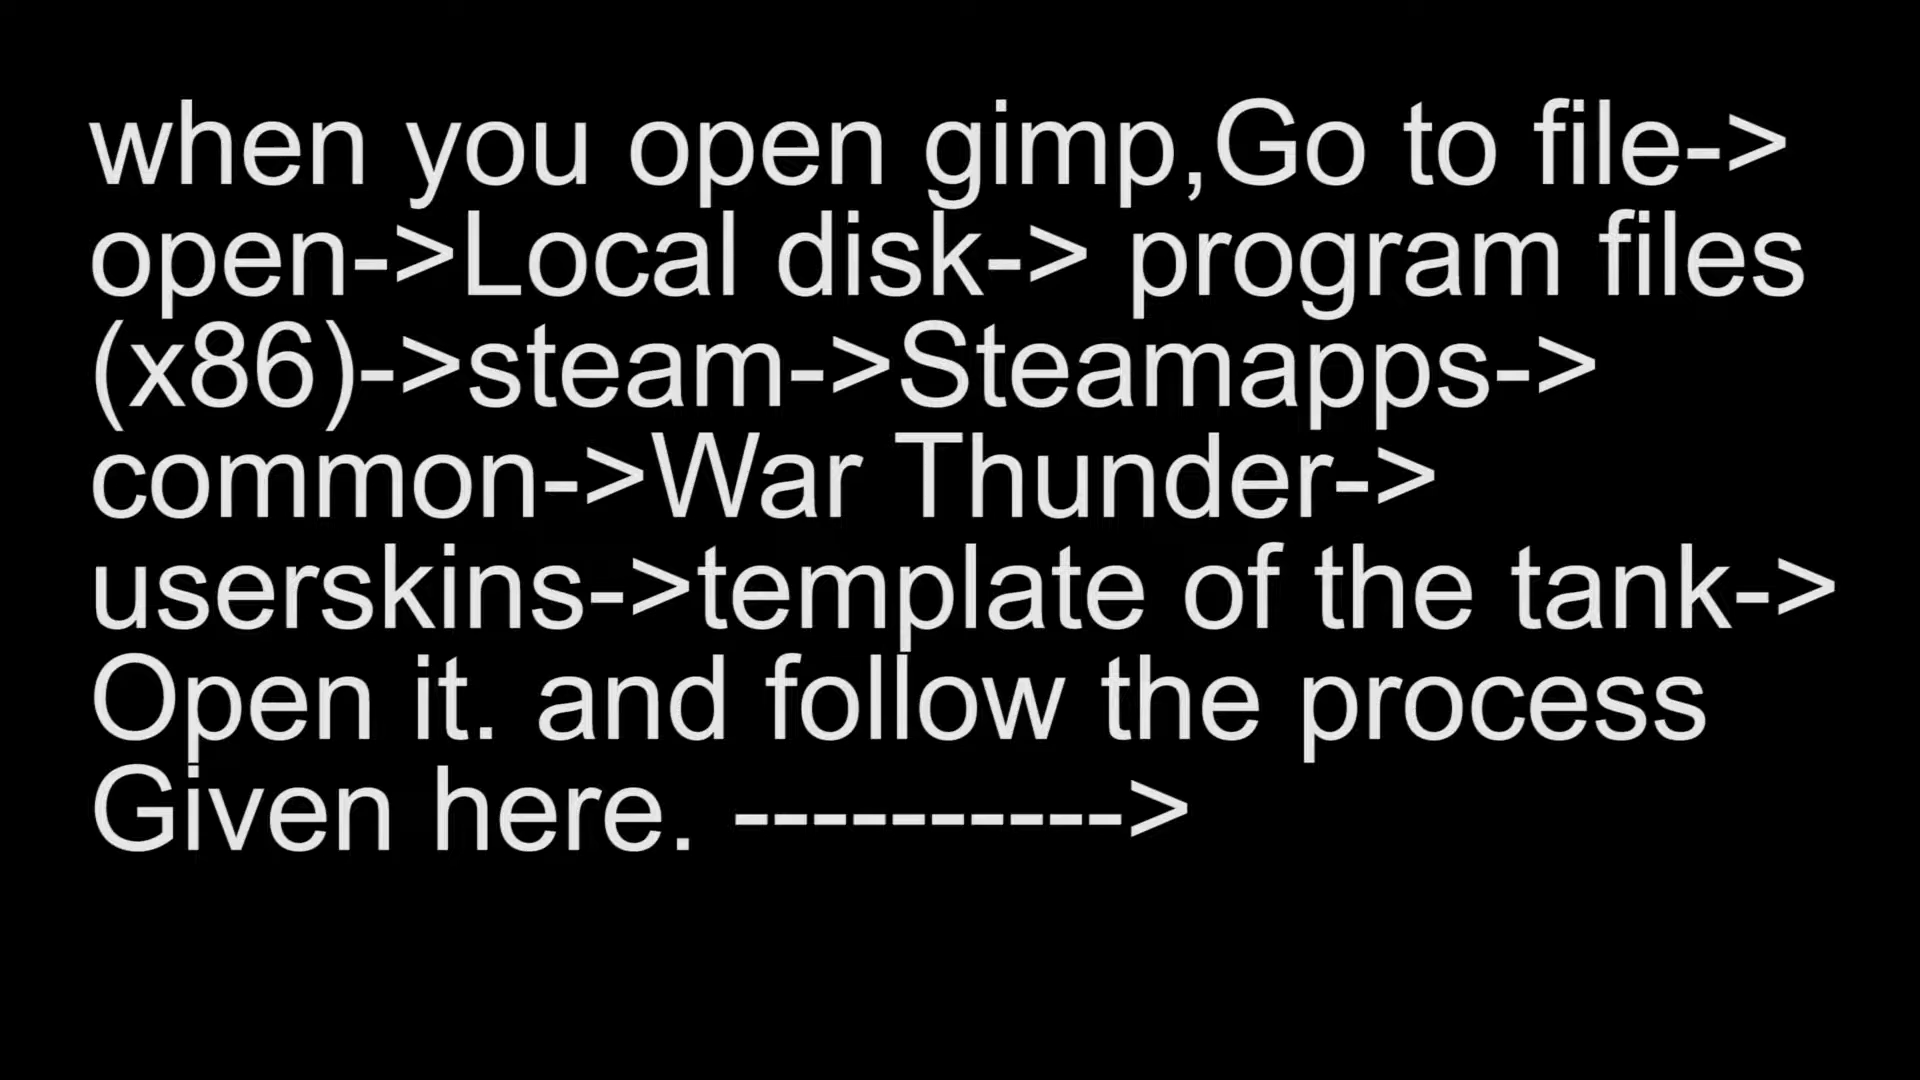 when you open gimp,Go to file->
open->Local disk-> program files
(x86)->steam->Steamapps->
common->War Thunder->
userskins->template of the tank->
Open it. and follow the process
Given here. ---------->